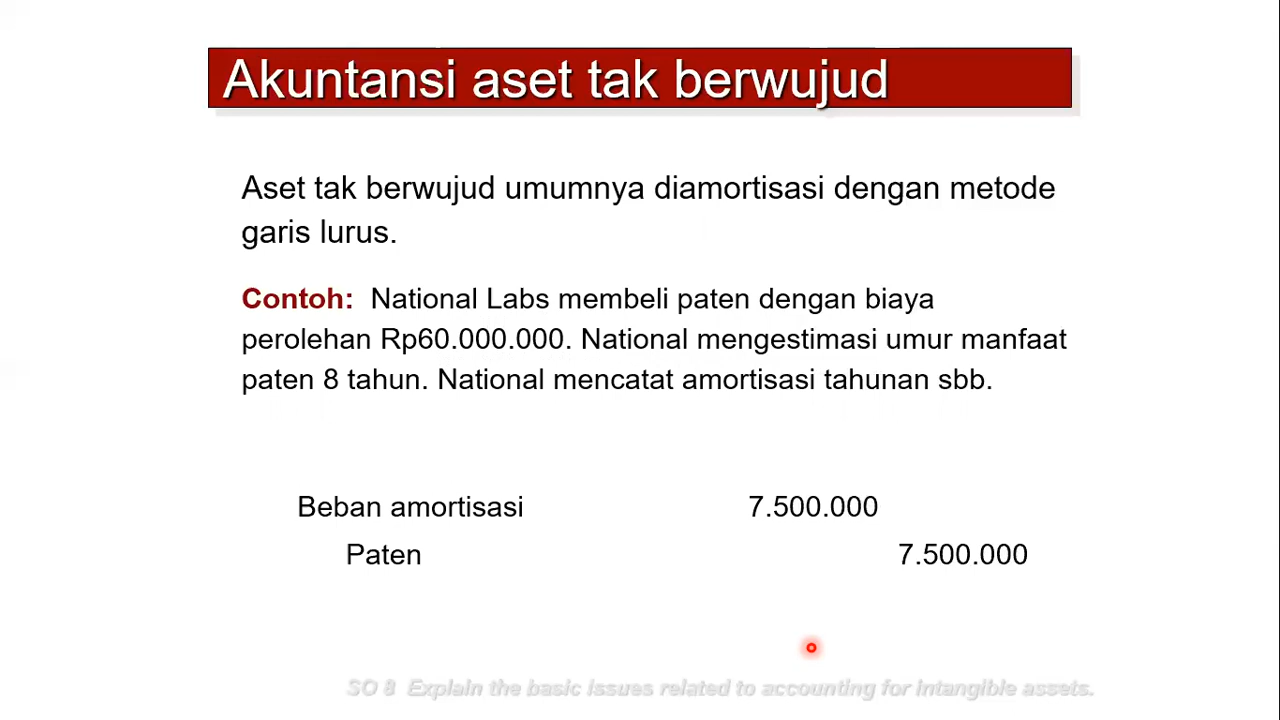 Akuntansi aset tak berwujud
Aset tak berwujud umumnya diamortisasi dengan metode
garis lurus.
Contoh: National Labs membeli paten dengan biaya
perolehan Rp60.000.000. National mengestimasi umur manfaat
paten 8 tahun. National mencatat amortisasi tahunan sbb.
Beban amortisasi 7.500.000
Paten 7.500.000
SO 8 Explain the basic issues related to accounting for intangible assets.